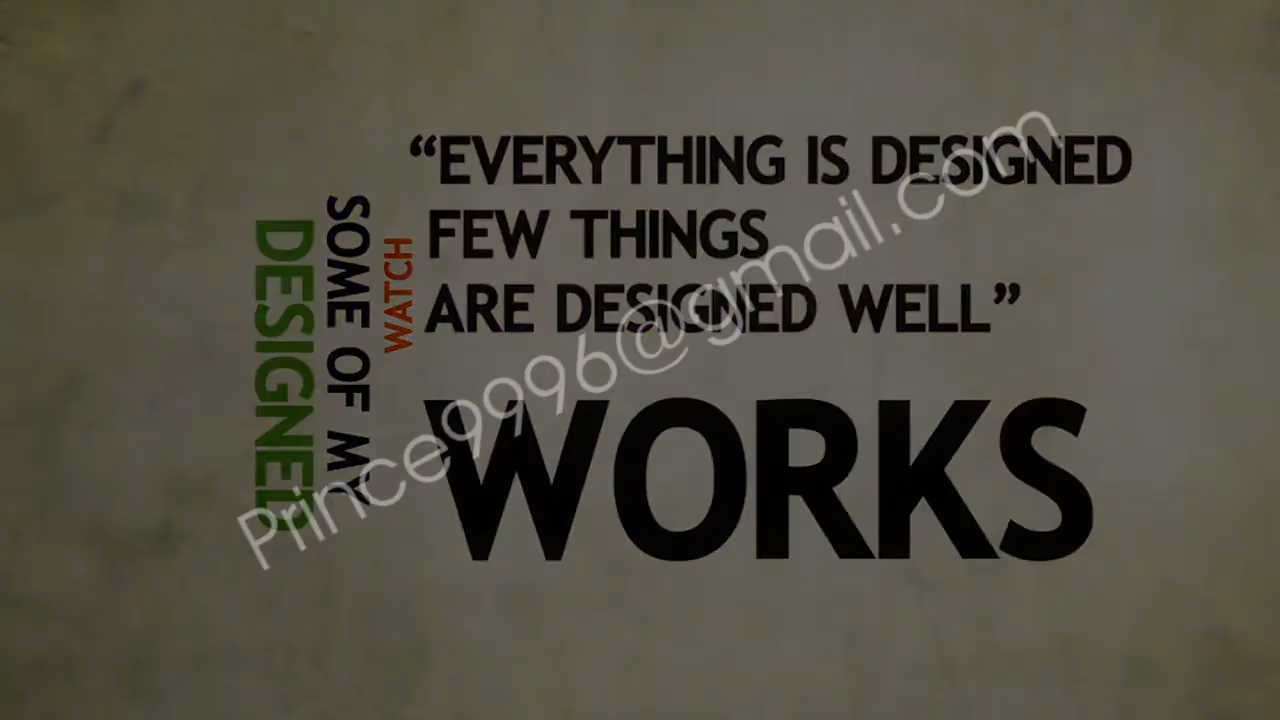 “EVERYTHING IS DESIGNED
FEW THINGS
ARE DESIGNED WELL”
WATCH
SOME OF MY
DESIGNED
WORKS
Prince9996@gmail.com